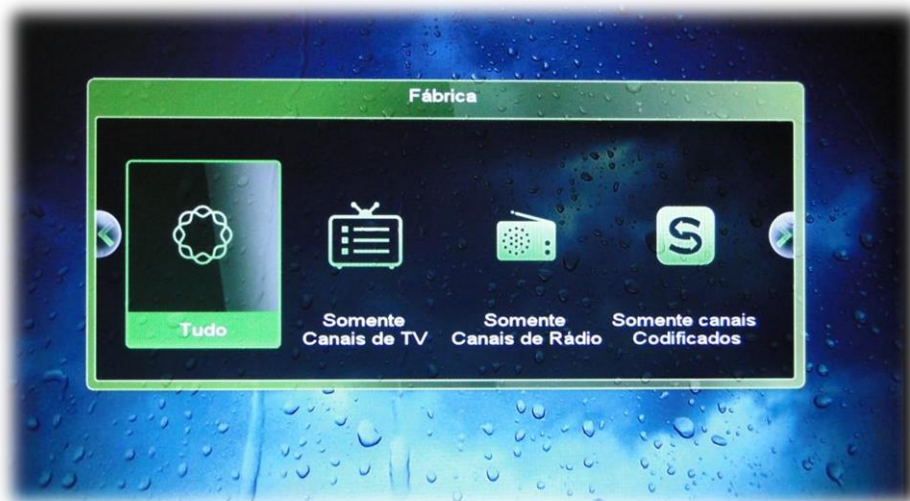 Fábrica
Tudo
Somente
Canais de TV
Somente
Canais de Rádio
Somente canais
Codificados